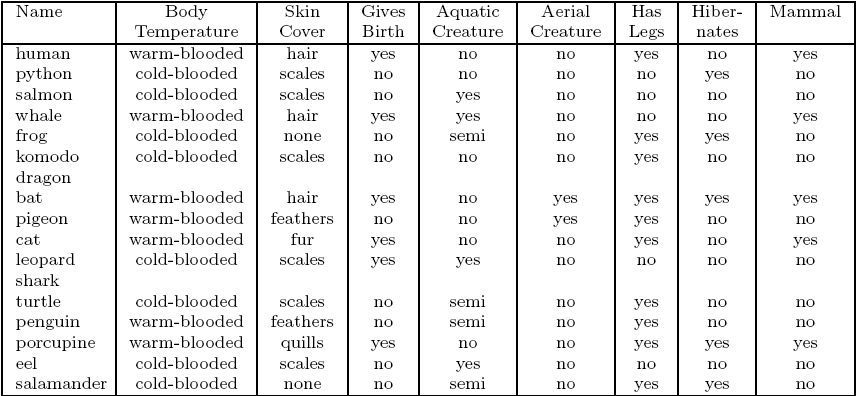 Name Body Skin Gives Aquatic Aerial Has Hiber- Mammal
Temperature Cover Birth Creature Creature Legs nates
human warm-blooded hair yes no no yes no yes
python cold-blooded scales no no no no yes no
salmon cold-blooded scales no yes no no no no
whale warm-blooded hair yes yes no no no yes
frog cold-blooded none no semi no yes yes no
komodo cold-blooded scales no no no yes no no
dragon
bat warm-blooded hair yes no yes yes yes yes
pigeon warm-blooded feathers no no yes yes no no
cat warm-blooded fur yes no no yes no yes
leopard cold-blooded scales yes yes no no no no
shark
turtle cold-blooded scales no semi no yes no no
penguin warm-blooded feathers no semi no yes no no
porcupine warm-blooded quills yes no no yes yes yes
eel cold-blooded scales no yes no no no no
salamander cold-blooded none no semi no yes yes no